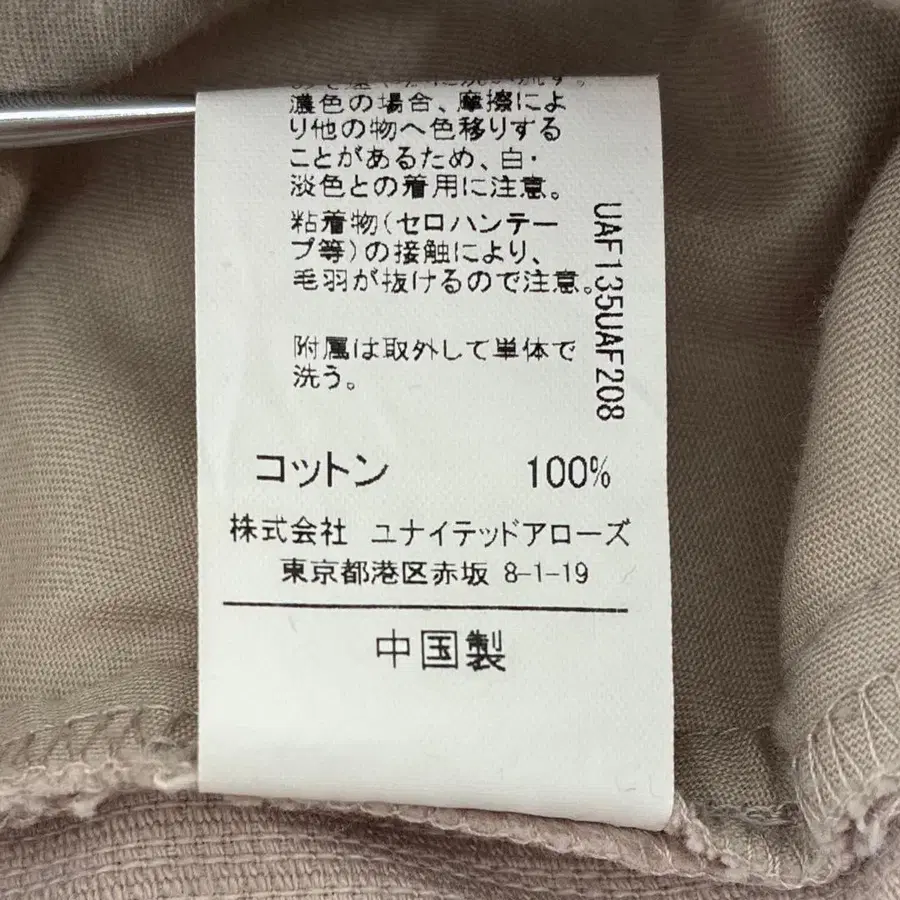 濃色の場合、摩擦によ
り他の物へ色移りする
ことがあるため、白・
淡色との着用に注意。
粘着物(セロハンテー
プ等)の接触により、
毛羽が抜けるので注意。
附属は取外して単体で
洗う。
UAF135UAF208
コットン 100%
株式会社 ユナイテッドアローズ
東京都港区赤坂 8-1-19
中国製